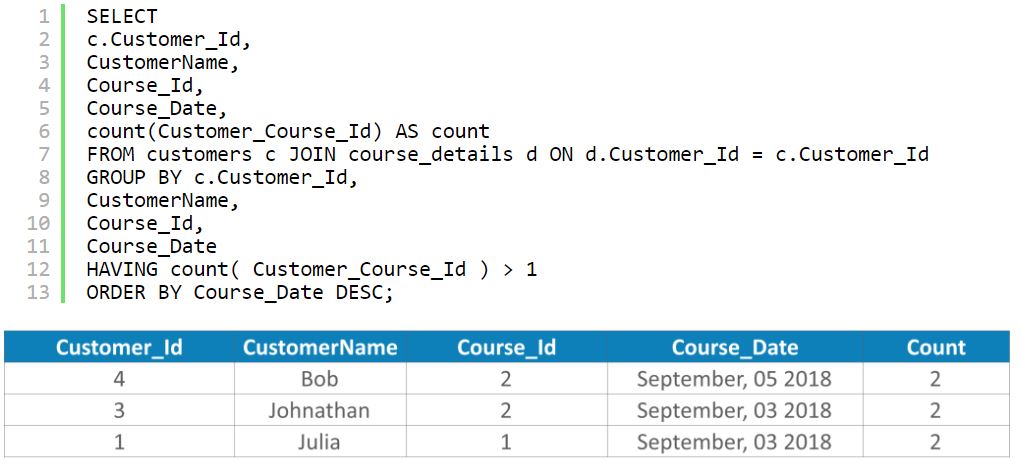 1 SELECT
2 c.Customer_Id,
3 CustomerName,
4 Course_Id,
5 Course_Date,
6 count(Customer_Course_Id) AS count
7 FROM customers c JOIN course_details d ON d.Customer_Id = c.Customer_Id
8 GROUP BY c.Customer_Id,
9 CustomerName,
10 Course_Id,
11 Course_Date
12 HAVING count( Customer_Course_Id ) > 1
13 ORDER BY Course_Date DESC;
Customer_Id CustomerName Course_Id Course_Date Count
4 Bob 2 September, 05 2018 2
3 Johnathan 2 September, 03 2018 2
1 Julia 1 September, 03 2018 2